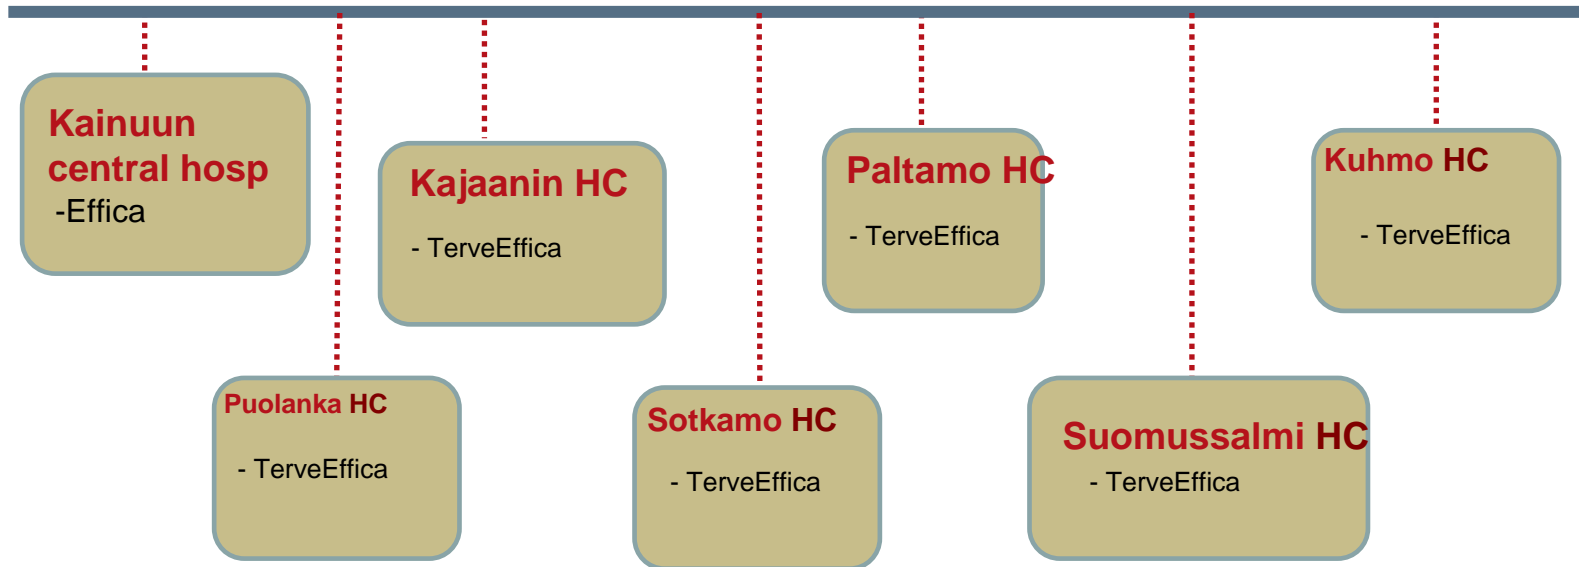 Kainuun
central hosp
-Effica
Kajaanin HC
- TerveEffica
Paltamo HC
- TerveEffica
Kuhmo HC
- TerveEffica
Puolanka HC
- TerveEffica
Sotkamo HC
- TerveEffica
Suomussalmi HC
- TerveEffica